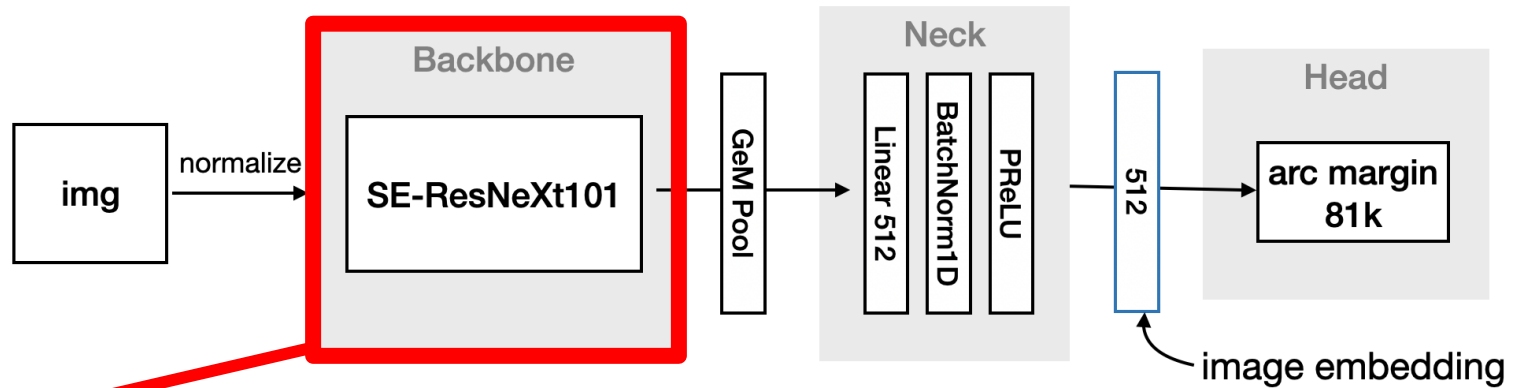 img
normalize
Backbone
SE-ResNeXt101
GeM Pool
Neck
Linear 512
BatchNorm1D
PReLU
512
image embedding
Head
arc margin
81k